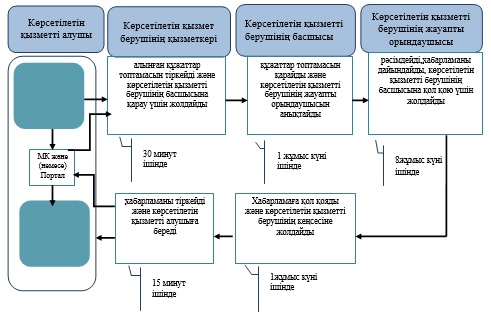 Көрсетілетін
қызметті алушы
Көрсетілетін қызмет
берушінің қызметкері
Көрсетілетін қызметті
берушінің басшысы
Көрсетілетін қызметті
берушінің жауапты
орындаушысы
алынған құжаттар
топтамасын тіркейді және
көрсетілетін қызметті
берушінің басшысына
қарау үшін жолдайды
құжаттар топтамасын
қарайды және
көрсетілетін қызметті
берушінің жауапты
орындаушысын
анықтайды
рәсімдейді,хабарламаны
дайындайды, көрсетілетін
қызметті берушінің
басшысына қол қою үшін
жолдайды
30 минут
ішінде
1 жұмыс күні
ішінде
8жұмыс күні
ішінде
МК және
(немесе)
Портал
хабарламаны тіркейді
және көрсетілетін
қызметті алушыға
береді
Хабарламаға қол қояды
және көрсетілетін қызметті
берушінің кеңсесіне
жолдайды
15 минут
ішінде
1жұмыс күні
ішінде